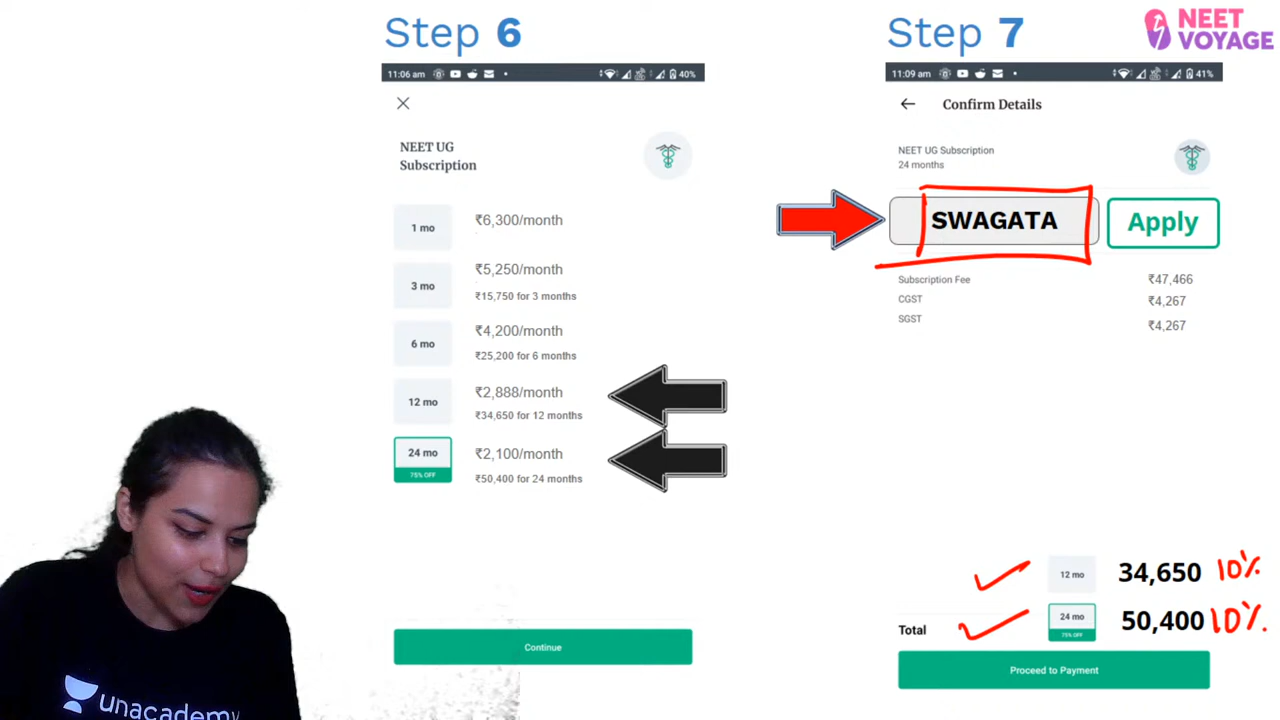 Step 6
11:06 am
40%
NEET UG
Subscription
1 mo
₹6,300/month
3 mo
₹5,250/month
₹15,750 for 3 months
6 mo
₹4,200/month
₹25,200 for 6 months
12 mo
₹2,888/month
₹34,650 for 12 months
24 mo
75% OFF
₹2,100/month
₹50,400 for 24 months
Continue
Step 7
NEET
VOYAGE
11:09 am
41%
Confirm Details
NEET UG Subscription
24 months
SWAGATA
Apply
Subscription Fee ₹47,466
CGST ₹4,267
SGST ₹4,267
12 mo 34,650 10%
Total
24 mo 50,400 10%.
75% OFF
Proceed to Payment
unacademy